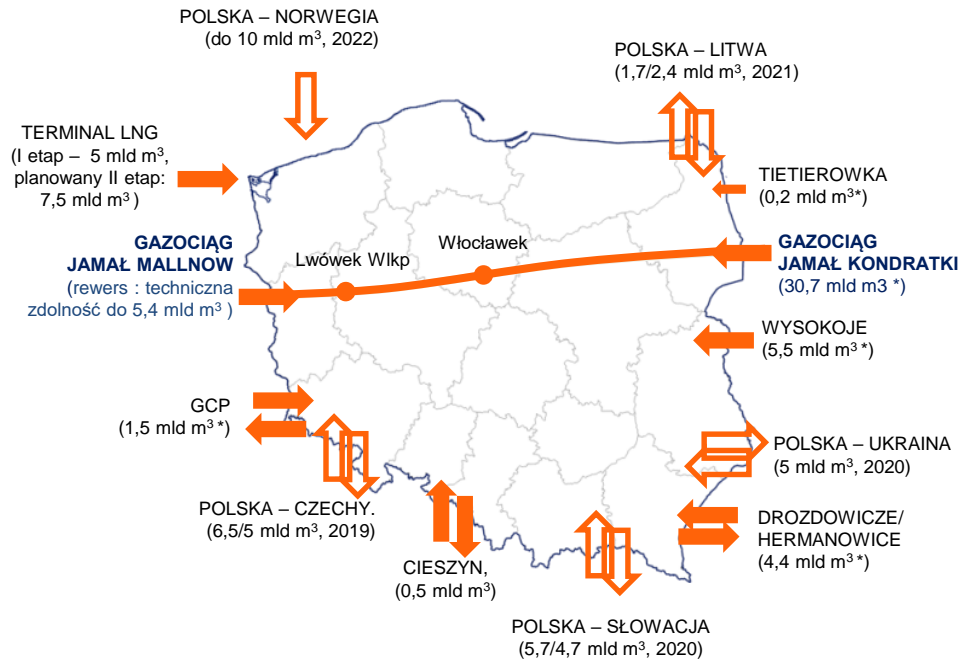 POLSKA – NORWEGIA
(do 10 mld m³, 2022)
POLSKA – LITWA
(1,7/2,4 mld m³, 2021)
TERMINAL LNG
(I etap – 5 mld m³,
planowany II etap:
7,5 mld m³ )
TIETIEROWKA
(0,2 mld m³*)
GAZOCIĄG
JAMAŁ MALLNOW
(rewers : techniczna
zdolność do 5,4 mld m³ )
Lwówek Wlkp
Włocławek
GAZOCIĄG
JAMAŁ KONDRATKI
(30,7 mld m3 *)
WYSOKOJE
(5,5 mld m³ *)
GCP
(1,5 mld m³ *)
POLSKA – UKRAINA
(5 mld m³, 2020)
POLSKA – CZECHY.
(6,5/5 mld m³, 2019)
DROZDOWICZE/
HERMANOWICE
(4,4 mld m³ *)
CIESZYN,
(0,5 mld m³)
POLSKA – SŁOWACJA
(5,7/4,7 mld m³, 2020)